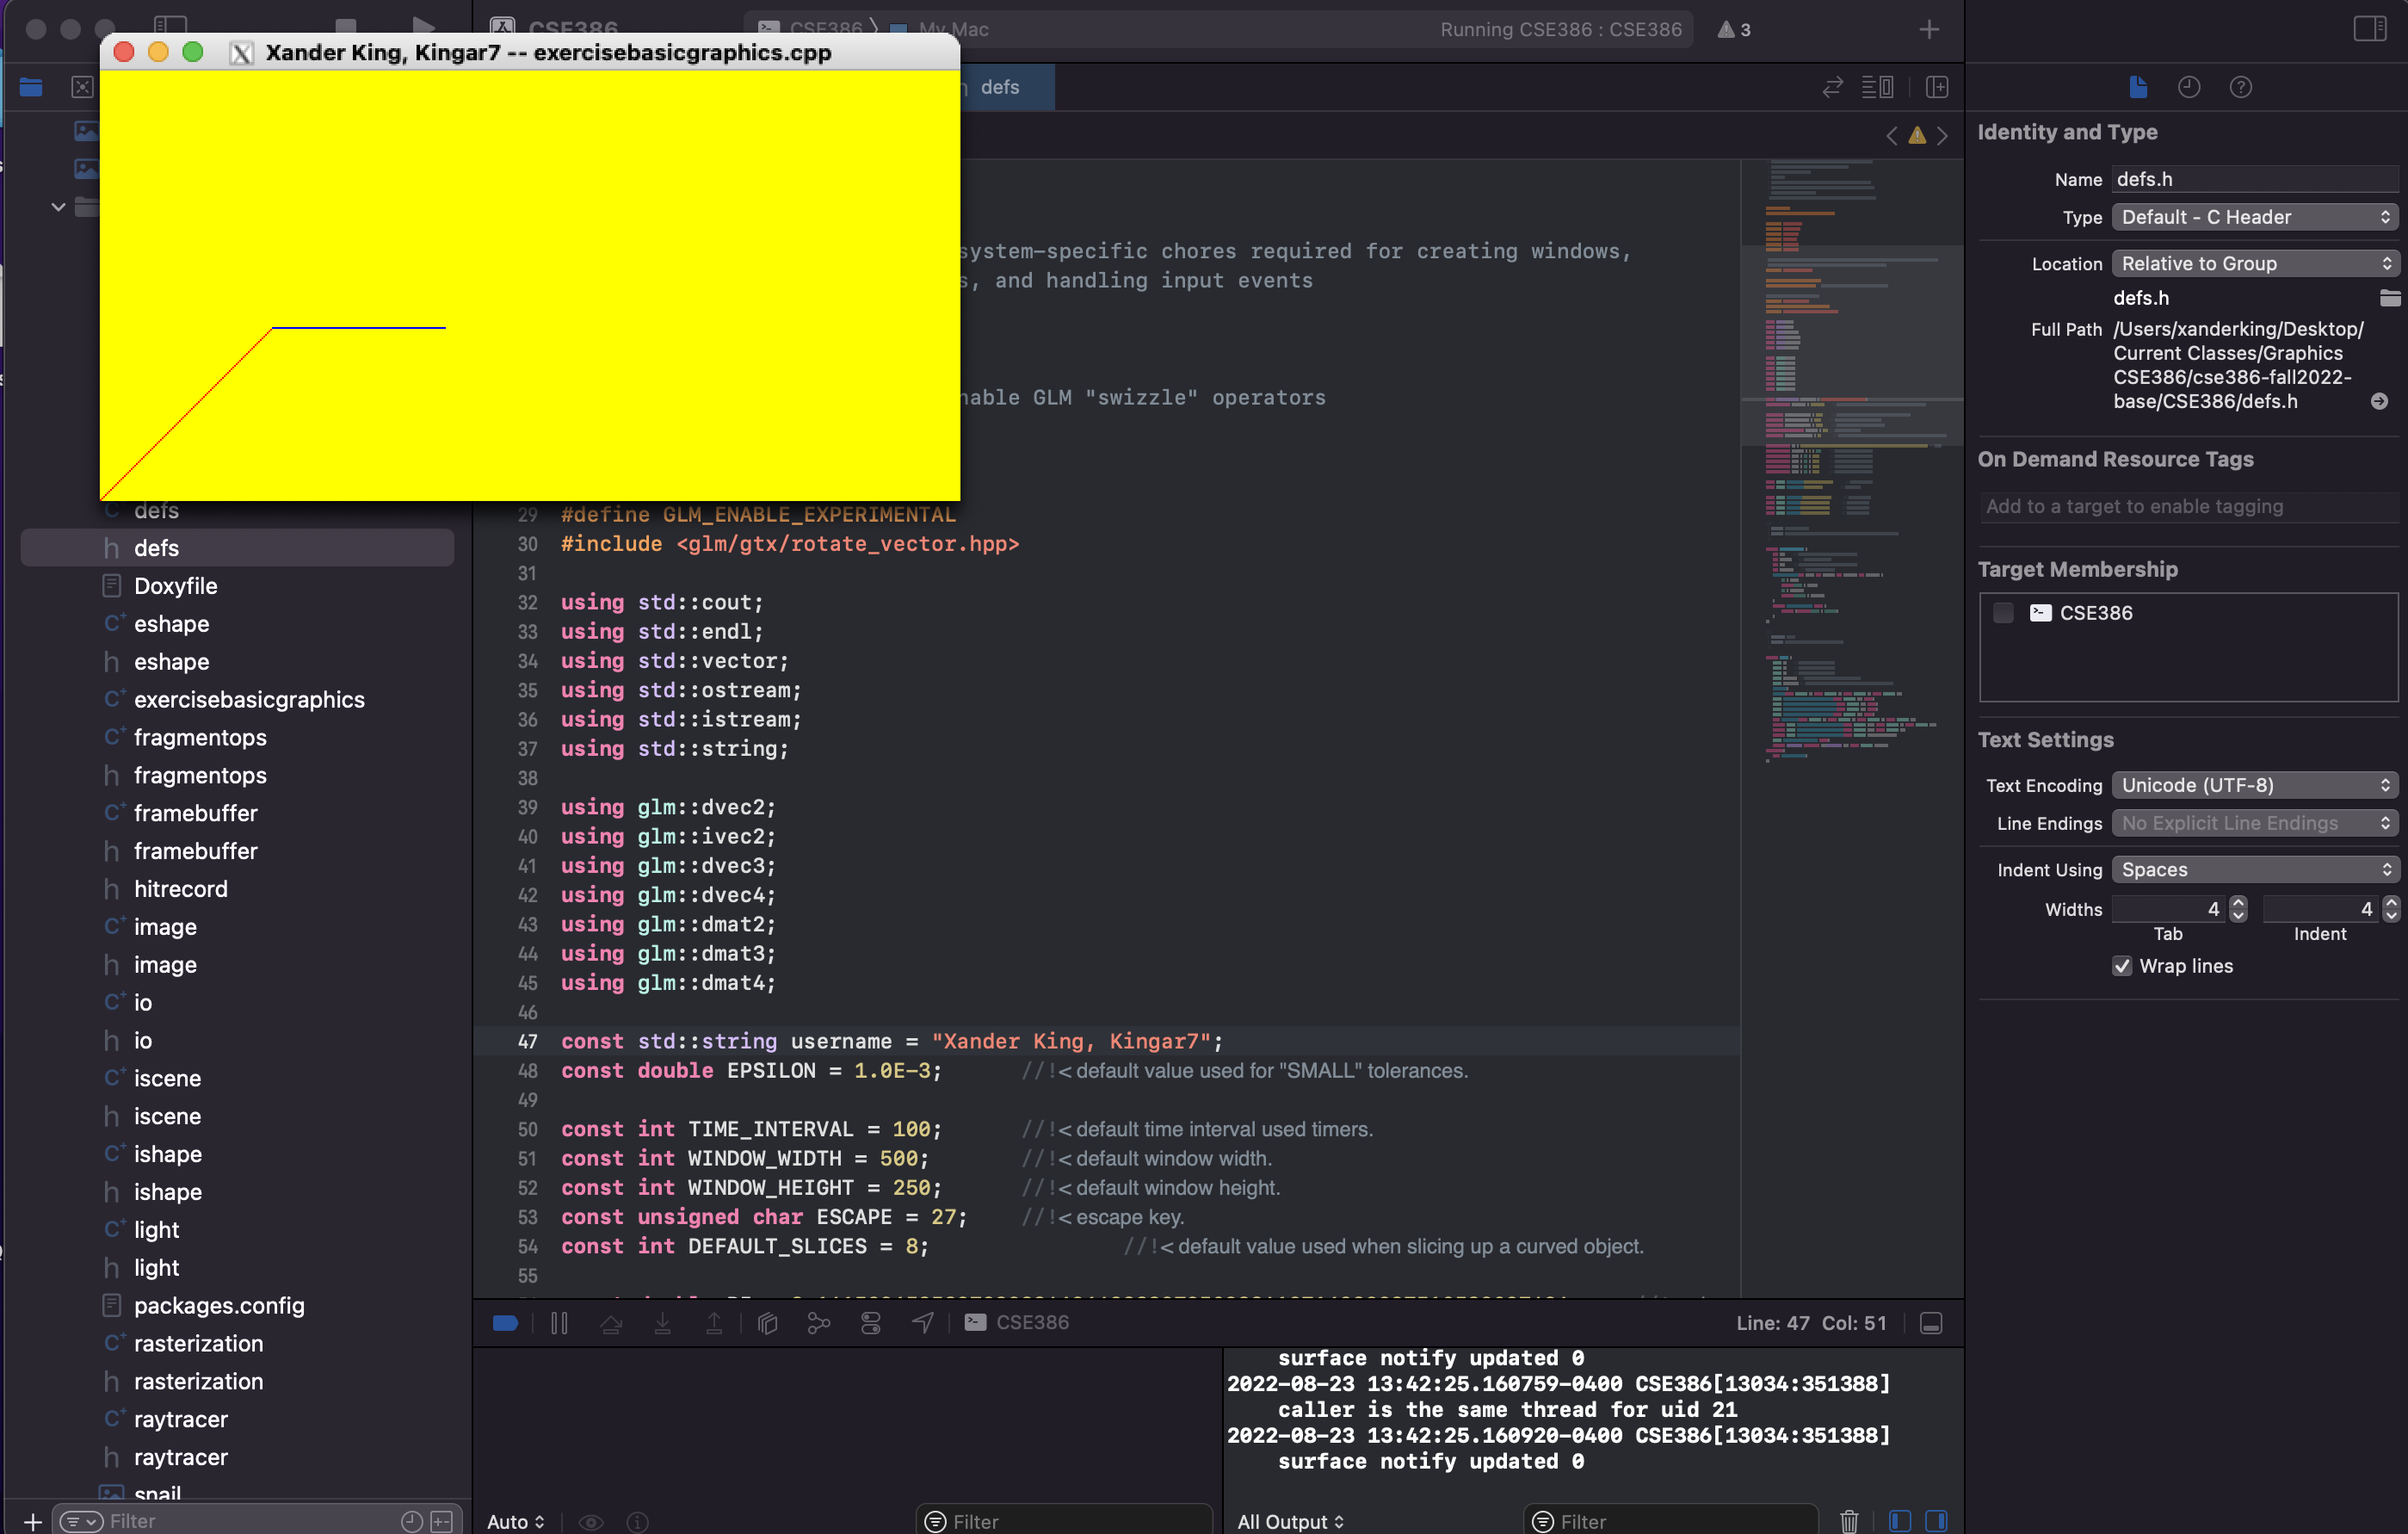 CSE386
CSE386
My Mac
Running CSE386 : CSE386
3
Xander King, Kingar7 -- exercisebasicgraphics.cpp
defs
system-specific chores required for creating windows,
s, and handling input events
nable GLM "swizzle" operators
defs
defs
Doxyfile
eshape
eshape
exercisebasicgraphics
fragmentops
fragmentops
framebuffer
framebuffer
hitrecord
image
image
io
io
iscene
iscene
ishape
ishape
light
light
packages.config
rasterization
rasterization
raytracer
raytracer
snail
Filter
29 #define GLM_ENABLE_EXPERIMENTAL
30 #include <glm/gtx/rotate_vector.hpp>
31
32 using std::cout;
33 using std::endl;
34 using std::vector;
35 using std::ostream;
36 using std::istream;
37 using std::string;
38
39 using glm::dvec2;
40 using glm::ivec2;
41 using glm::dvec3;
42 using glm::dvec4;
43 using glm::dmat2;
44 using glm::dmat3;
45 using glm::dmat4;
46
47 const std::string username = "Xander King, Kingar7";
48 const double EPSILON = 1.0E-3; //!< default value used for "SMALL" tolerances.
49
50 const int TIME_INTERVAL = 100; //!< default time interval used timers.
51 const int WINDOW_WIDTH = 500; //!< default window width.
52 const int WINDOW_HEIGHT = 250; //!< default window height.
53 const unsigned char ESCAPE = 27; //!< escape key.
54 const int DEFAULT_SLICES = 8; //!< default value used when slicing up a curved object.
55
CSE386
Line: 47 Col: 51
surface notify updated 0
2022-08-23 13:42:25.160759-0400 CSE386[13034:351388]
caller is the same thread for uid 21
2022-08-23 13:42:25.160920-0400 CSE386[13034:351388]
surface notify updated 0
Auto
Filter
All Output
Filter
Identity and Type
Name defs.h
Type Default - C Header
Location Relative to Group
defs.h
Full Path /Users/xanderking/Desktop/
Current Classes/Graphics
CSE386/cse386-fall2022-
base/CSE386/defs.h
On Demand Resource Tags
Add to a target to enable tagging
Target Membership
CSE386
Text Settings
Text Encoding Unicode (UTF-8)
Line Endings No Explicit Line Endings
Indent Using Spaces
Widths 4 4
Tab Indent
Wrap lines